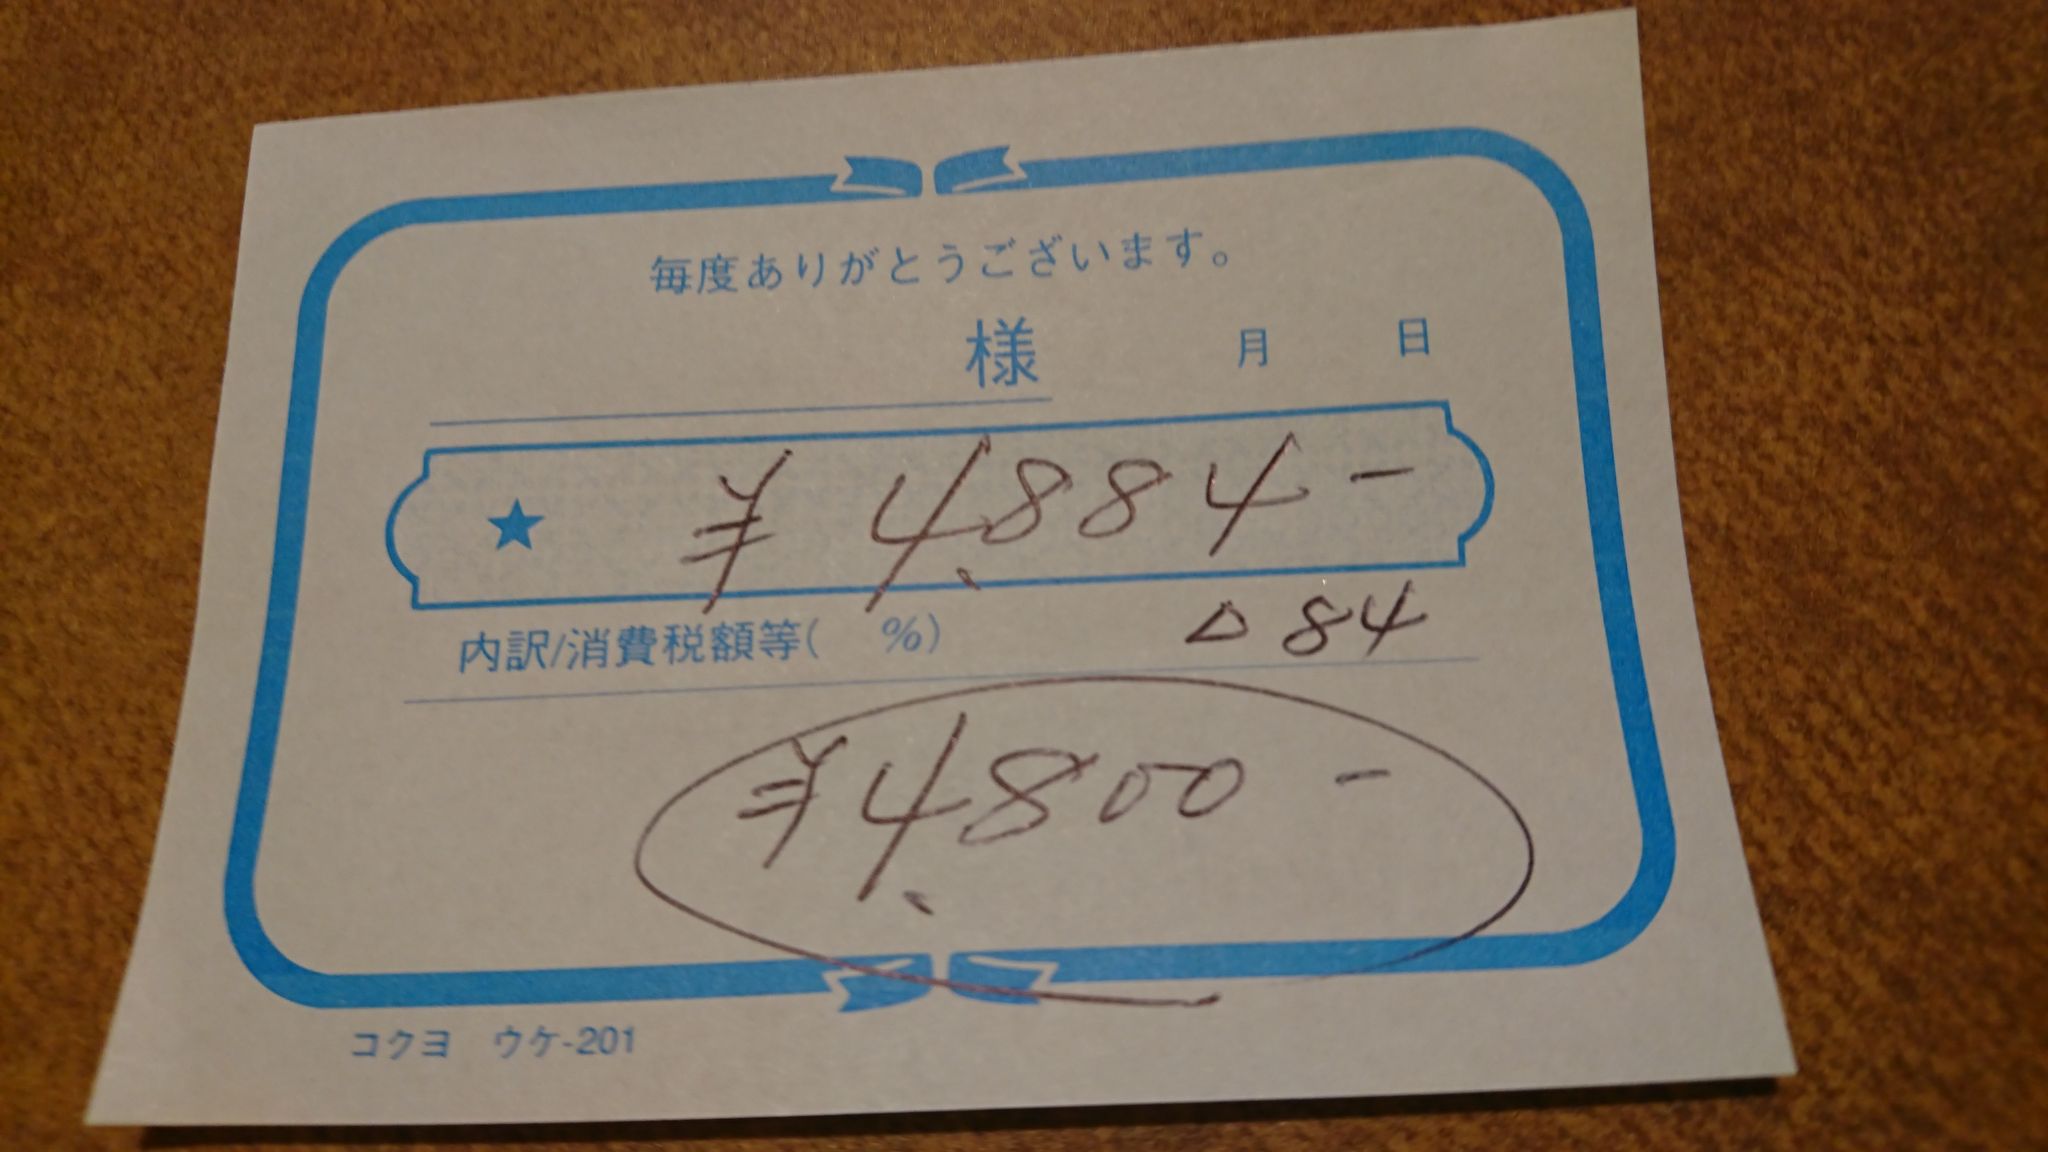 毎度ありがとうございます。
様 月 日
★ ¥4,884-
内訳/消費税額等( %) △84
¥4,800-
コクヨ ウケ-201